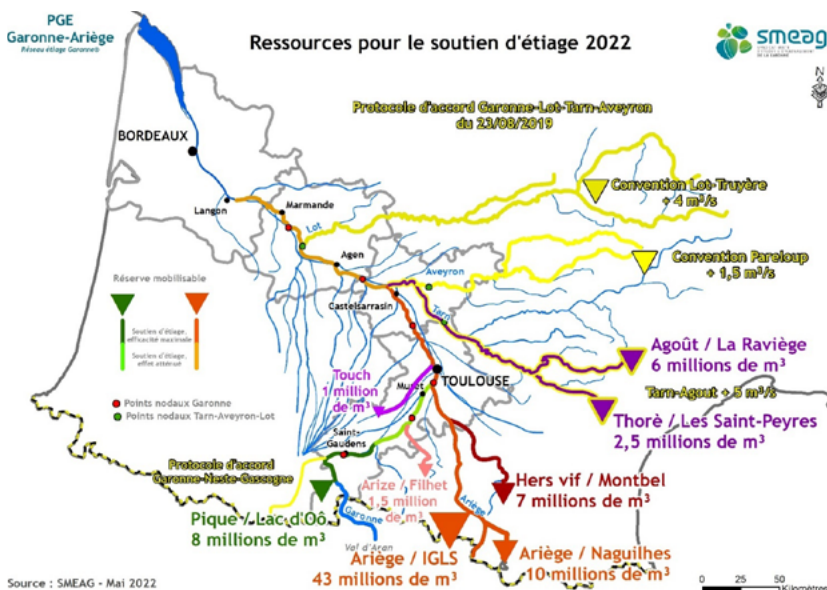 PGE
Garonne-Ariège
Réseau étiage Garonne®
Ressources pour le soutien d'étiage 2022
smeag
N
Protocole d'accord Garonne-Lot-Tarn-Aveyron
du 23/08/2019
BORDEAUX
Convention Lot-Truyère
+ 4 m³/s
Langon
Marmande
Lot
Agen
Aveyron
Convention Pareloup
+ 1,5 m³/s
Réserve mobilisable
Castelsarrasin
Tarn
Soutien d'étiage,
efficacité maximale
Soutien d'étiage,
effet atténué
Agoût / La Raviège
6 millions de m³
Touch
1 million
de m³
TOULOUSE
Muret
Tarn-Agout + 5 m³/s
Points nodaux Garonne
Points nodaux Tarn-Aveyron-Lot
Thorè / Les Saint-Peyres
2,5 millions de m³
Saint-
Gaudens
Protocole d'accord
Garonne-Neste-Gascogne
Arize / Filhet
1,5 million
de m³
Hers vif / Montbel
7 millions de m³
Ariège
Garonne
Pique / Lac d'Oô
8 millions de m³
Val d'Aran
Ariège / IGLS
43 millions de m³
Ariège / Naguilhes
10 millions de m³
Source : SMEAG - Mai 2022
0 25 50
Kilomètres